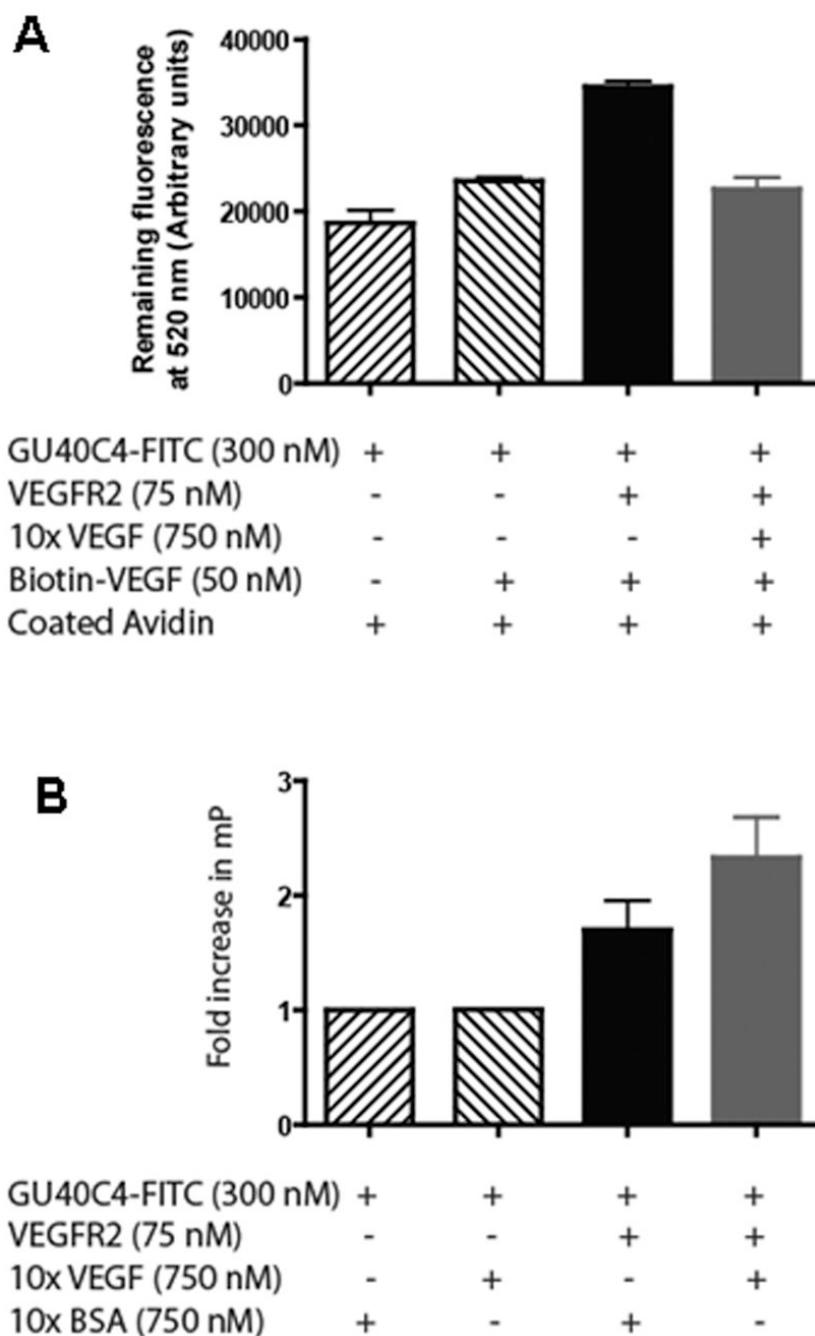 A
Remaining fluorescence
at 520 nm (Arbitrary units)
40000
30000
20000
10000
0
GU40C4-FITC (300 nM) + + + +
VEGFR2 (75 nM) - - + +
10x VEGF (750 nM) - - - +
Biotin-VEGF (50 nM) - + + +
Coated Avidin + + + +
B
Fold increase in mP
3
2
1
0
GU40C4-FITC (300 nM) + + + +
VEGFR2 (75 nM) - - + +
10x VEGF (750 nM) - + - +
10x BSA (750 nM) + - + -